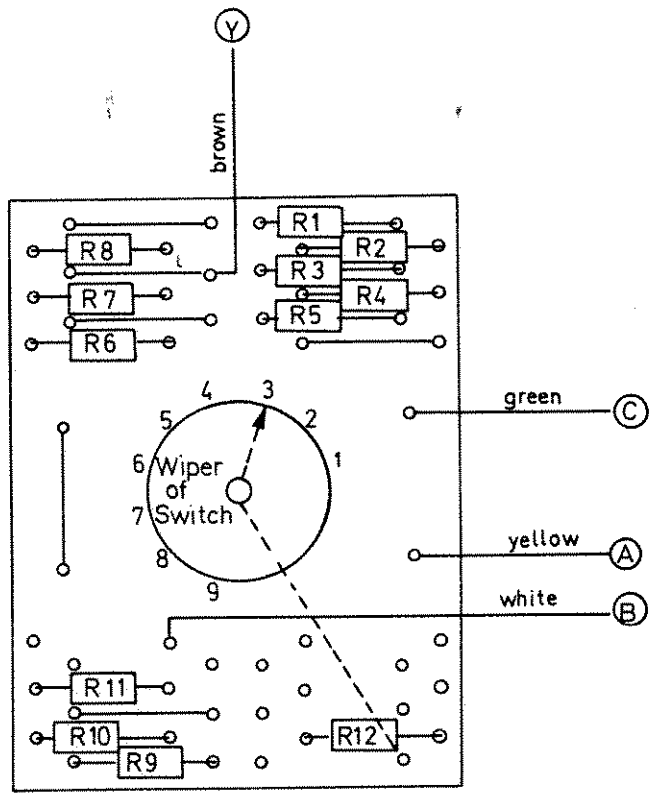 Y
brown
R1
R8
R2
R3
R7
R4
R5
R6
4
3
5
2
green
C
6
Wiper
1
of
7
Switch
8
yellow
A
9
white
B
R11
R10
R12
R9